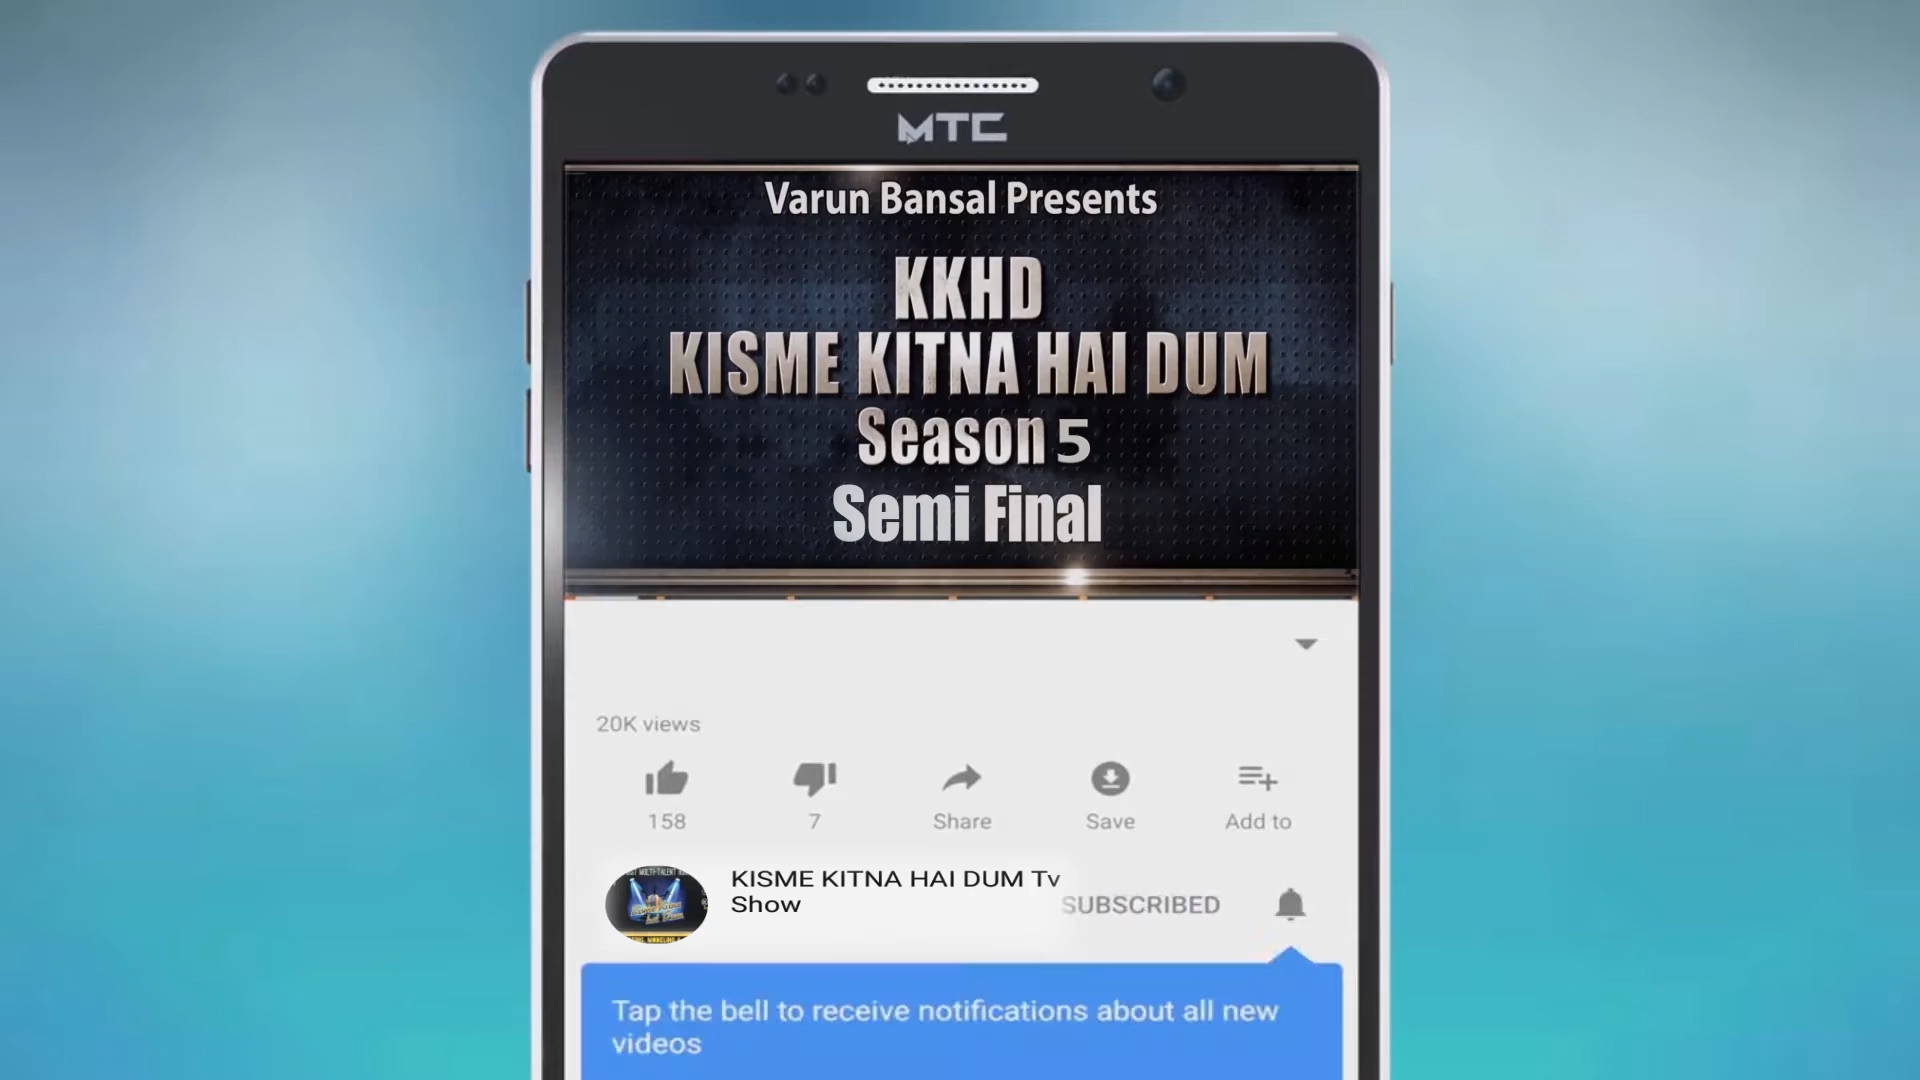 MTC
Varun Bansal Presents
KKHD
KISME KITNA HAI DUM
Season 5
Semi Final
20K views
158
7
Share
Save
Add to
KISME KITNA HAI DUM Tv
Show
SUBSCRIBED
Tap the bell to receive notifications about all new
videos